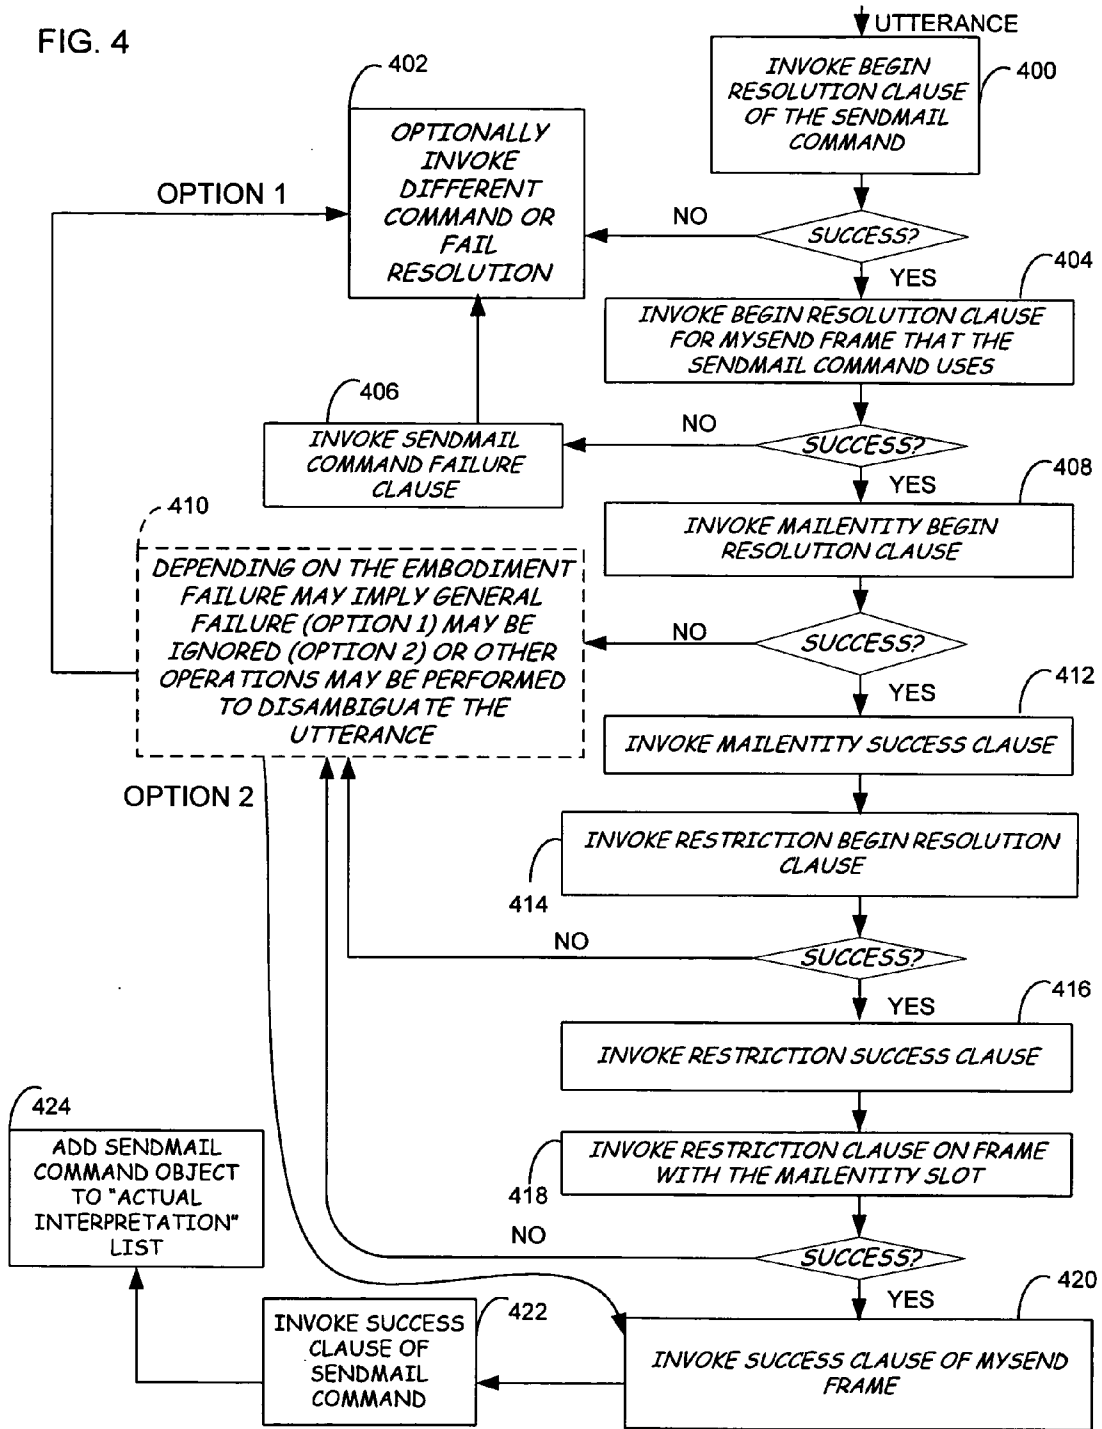 FIG. 4
UTTERANCE
INVOKE BEGIN
RESOLUTION CLAUSE
OF THE SENDMAIL
COMMAND
400
402
OPTIONALLY
INVOKE
DIFFERENT
COMMAND OR
FAIL
RESOLUTION
OPTION 1
NO
SUCCESS?
YES
404
INVOKE BEGIN RESOLUTION CLAUSE
FOR MYSEND FRAME THAT THE
SENDMAIL COMMAND USES
406
INVOKE SENDMAIL
COMMAND FAILURE
CLAUSE
NO
SUCCESS?
YES
408
INVOKE MAILENTITY BEGIN
RESOLUTION CLAUSE
410
DEPENDING ON THE EMBODIMENT
FAILURE MAY IMPLY GENERAL
FAILURE (OPTION 1) MAY BE
IGNORED (OPTION 2) OR OTHER
OPERATIONS MAY BE PERFORMED
TO DISAMBIGUATE THE
UTTERANCE
NO
SUCCESS?
YES
412
INVOKE MAILENTITY SUCCESS CLAUSE
OPTION 2
INVOKE RESTRICTION BEGIN RESOLUTION
CLAUSE
414
NO
SUCCESS?
YES
416
INVOKE RESTRICTION SUCCESS CLAUSE
INVOKE RESTRICTION CLAUSE ON FRAME
WITH THE MAILENTITY SLOT
418
NO
SUCCESS?
YES
420
INVOKE SUCCESS CLAUSE OF MYSEND
FRAME
422
INVOKE SUCCESS
CLAUSE OF
SENDMAIL
COMMAND
424
ADD SENDMAIL
COMMAND OBJECT
TO "ACTUAL
INTERPRETATION"
LIST